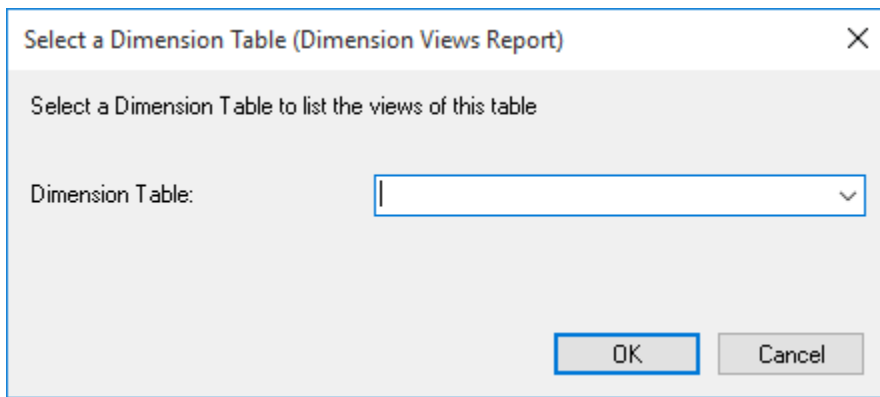 Select a Dimension Table (Dimension Views Report)
Select a Dimension Table to list the views of this table
Dimension Table:
OK Cancel